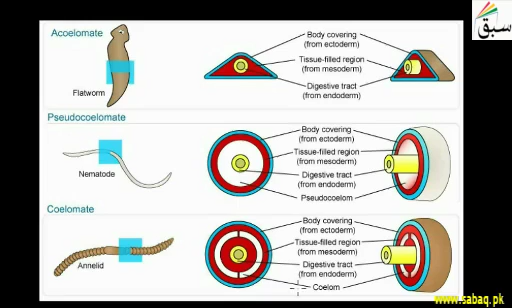 سبق
Acoelomate
Body covering
(from ectoderm)
Tissue-filled region
(from mesoderm)
Digestive tract
(from endoderm)
Flatworm
Pseudocoelomate
Body covering
(from ectoderm)
Tissue-filled region
(from mesoderm)
Digestive tract
(from endoderm)
Pseudocoelom
Nematode
Coelomate
Body covering
(from ectoderm)
Tissue-filled region
(from mesoderm)
Digestive tract
(from endoderm)
Coelom
Annelid
www.sabaq.pk